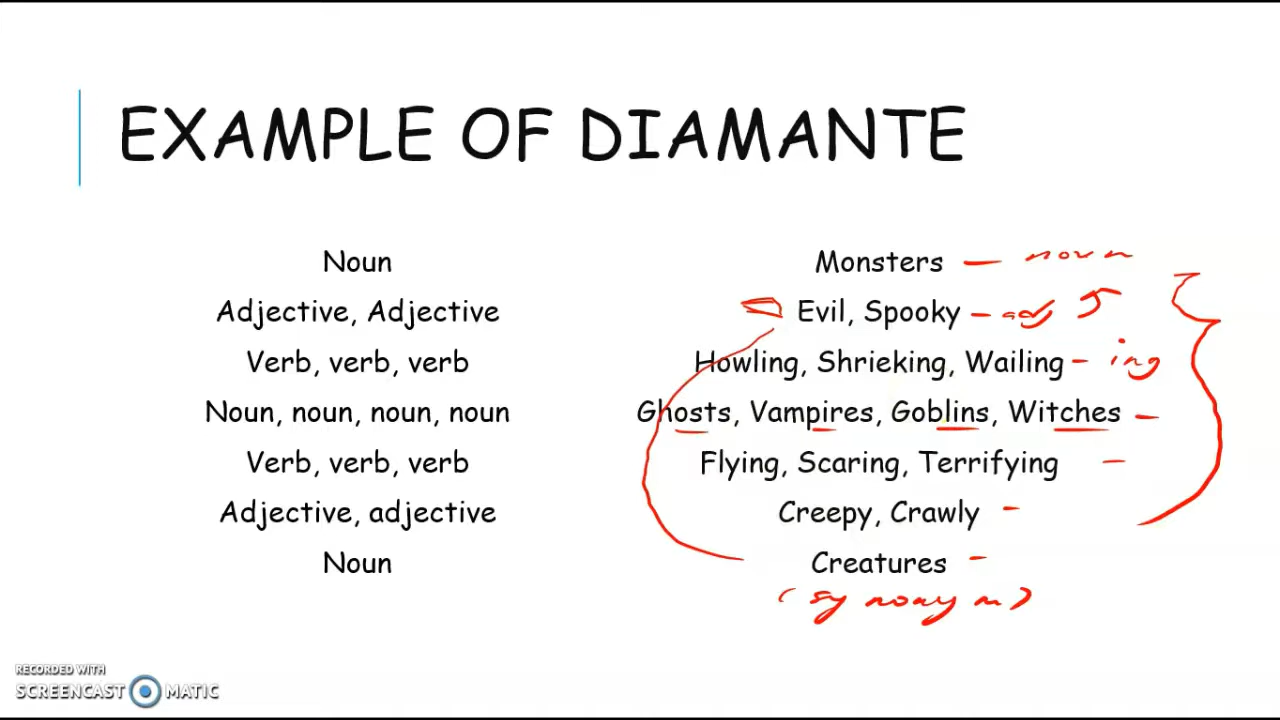 EXAMPLE OF DIAMANTE
Noun
Adjective, Adjective
Verb, verb, verb
Noun, noun, noun, noun
Verb, verb, verb
Adjective, adjective
Noun
Monsters — noun
Evil, Spooky — adj
Howling, Shrieking, Wailing - ing
Ghosts, Vampires, Goblins, Witches -
Flying, Scaring, Terrifying -
Creepy, Crawly -
Creatures -
(synonym)
RECORDED WITH
SCREENCAST MATIC